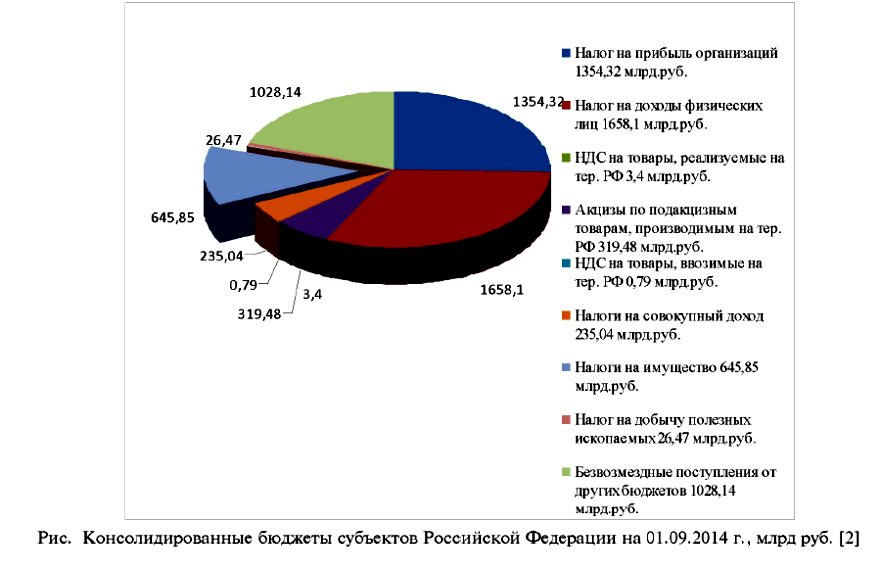 1028,14
1354,32
26,47
645,85
235,04
0,79
319,48
3,4
1658,1
Налог на прибыль организаций
1354,32 млрд.руб.
Налог на доходы физических
лиц 1658,1 млрд.руб.
НДС на товары, реализуемые на
тер. РФ 3,4 млрд.руб.
Акцизы по подакцизным
товарам, производимым на тер.
РФ 319,48 млрд.руб.
НДС на товары, ввозимые на
тер. РФ 0,79 млрд.руб.
Налоги на совокупный доход
235,04 млрд.руб.
Налоги на имущество 645,85
млрд.руб.
Налог на добычу полезных
ископаемых 26,47 млрд.руб.
Безвозмездные поступления от
других бюджетов 1028,14
млрд.руб.
Рис. Консолидированные бюджеты субъектов Российской Федерации на 01.09.2014 г., млрд руб. [2]